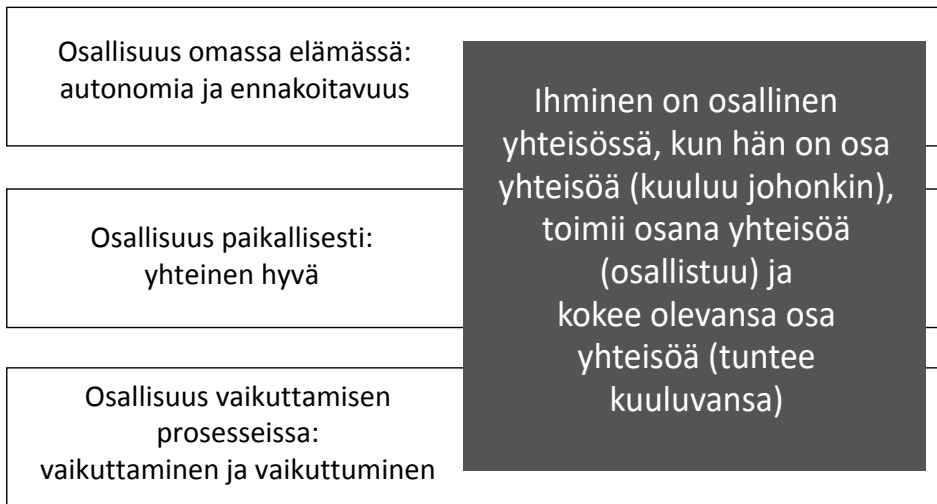 Osallisuus omassa elämässä:
autonomia ja ennakoitavuus
Osallisuus paikallisesti:
yhteinen hyvä
Osallisuus vaikuttamisen
prosesseissa:
vaikuttaminen ja vaikuttuminen
Ihminen on osallinen
yhteisössä, kun hän on osa
yhteisöä (kuuluu johonkin),
toimii osana yhteisöä
(osallistuu) ja
kokee olevansa osa
yhteisöä (tuntee
kuuluvansa)